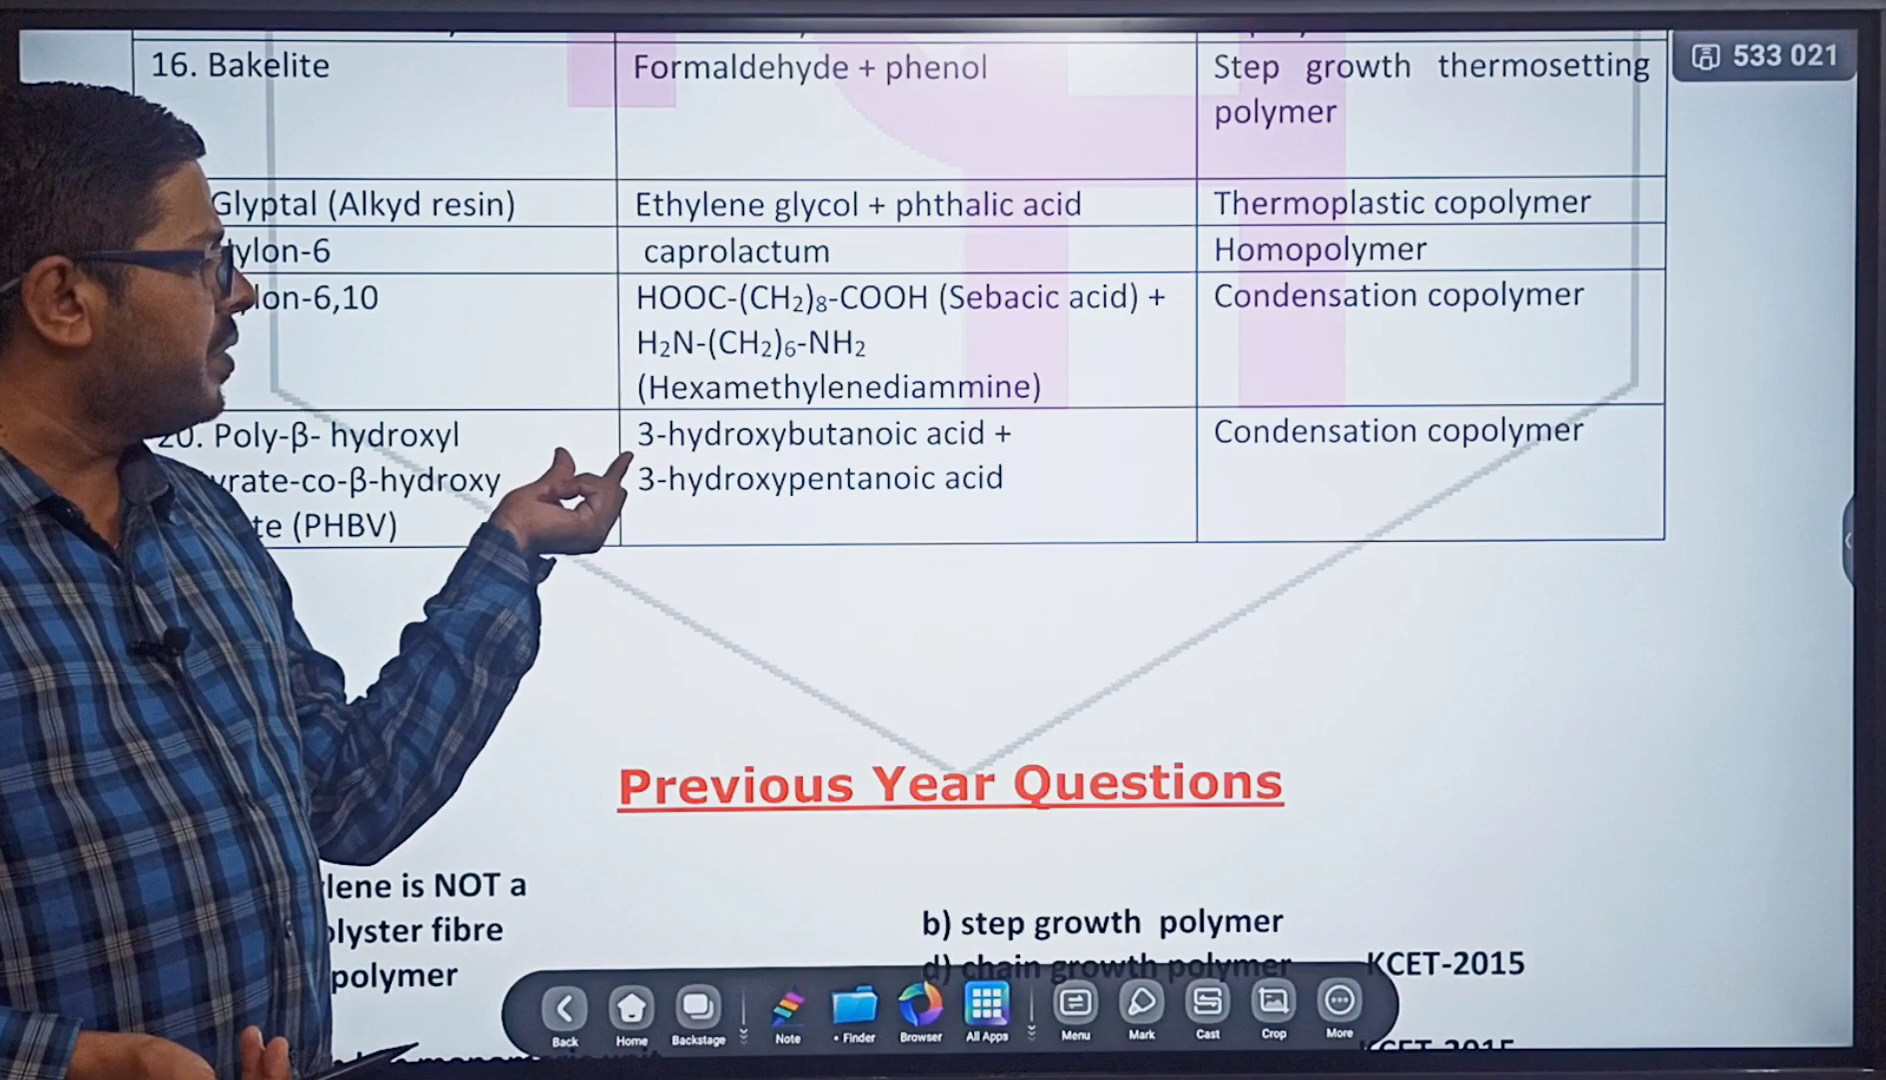 533 021
16. Bakelite
Formaldehyde + phenol
Step growth thermosetting
polymer
Glyptal (Alkyd resin)
Ethylene glycol + phthalic acid
Thermoplastic copolymer
ylon-6
caprolactum
Homopolymer
lon-6,10
HOOC-(CH₂)₈-COOH (Sebacic acid) +
H₂N-(CH₂)₆-NH₂
(Hexamethylenediammine)
Condensation copolymer
20. Poly-β- hydroxyl
yrate-co-β-hydroxy
te (PHBV)
3-hydroxybutanoic acid +
3-hydroxypentanoic acid
Condensation copolymer
Previous Year Questions
lene is NOT a
lyster fibre
b) step growth polymer
polymer
d) chain growth polymer
KCET-2015
Back
Home
Backstage
Note
Finder
Browser
All Apps
Menu
Mark
Cast
Crop
More